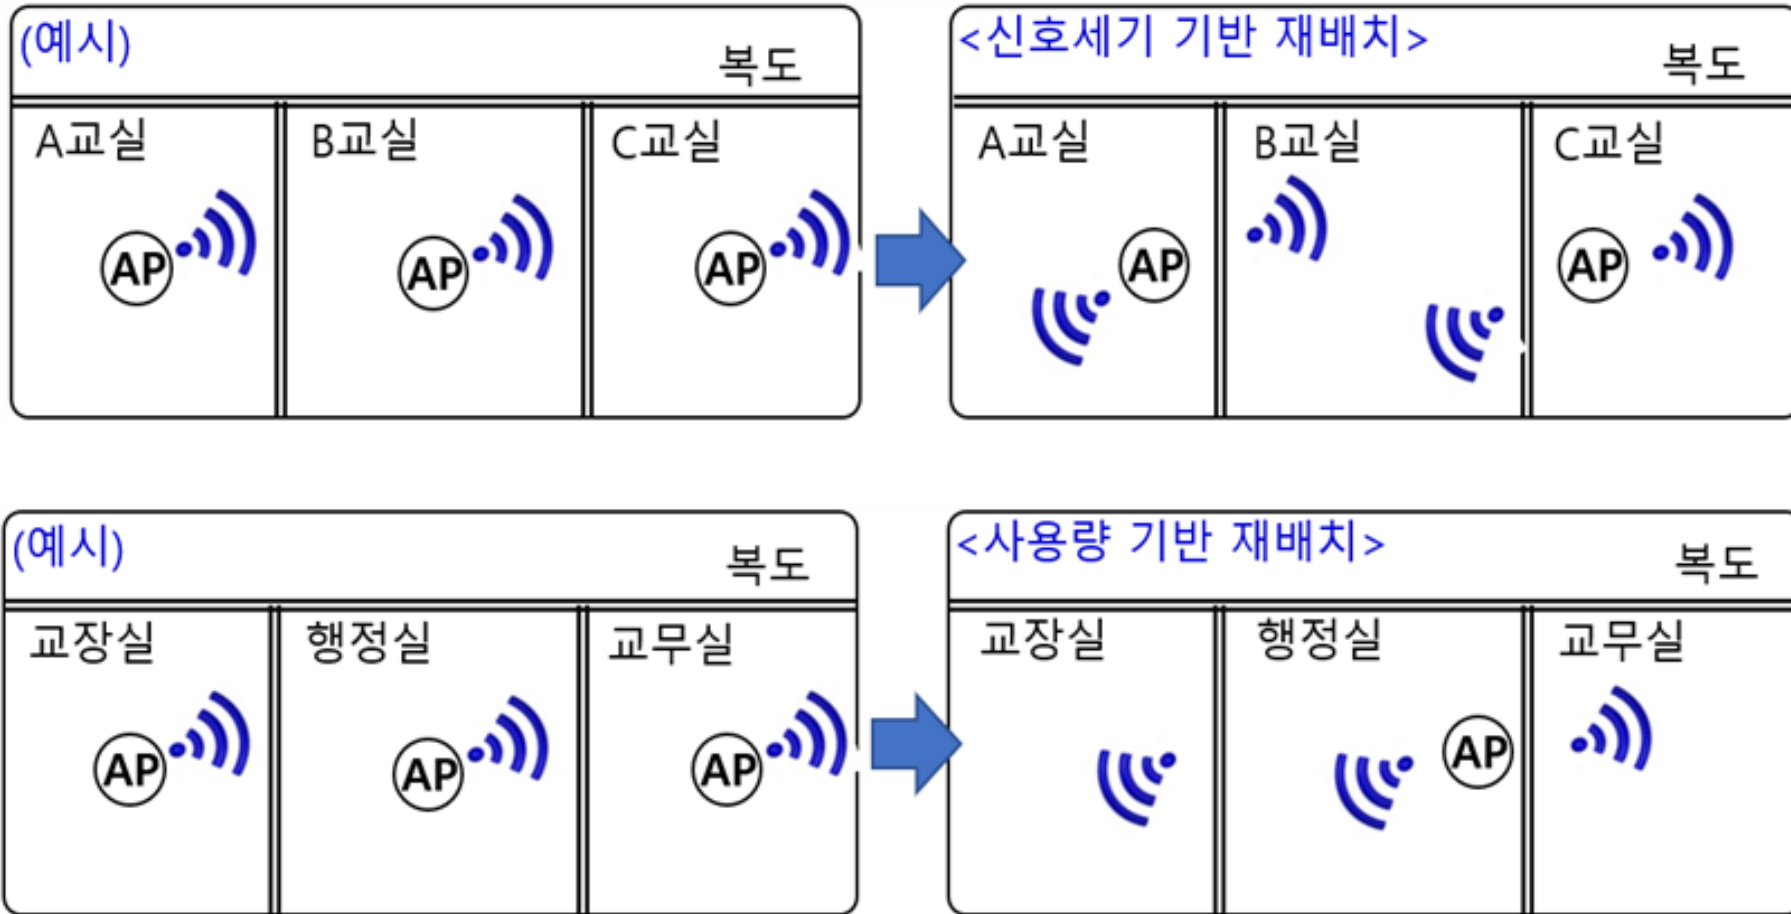 (예시)
복도
A교실
B교실
C교실
AP
AP
AP
<신호세기 기반 재배치>
복도
A교실
B교실
C교실
AP
AP
(예시)
복도
교장실
행정실
교무실
AP
AP
AP
<사용량 기반 재배치>
복도
교장실
행정실
교무실
AP